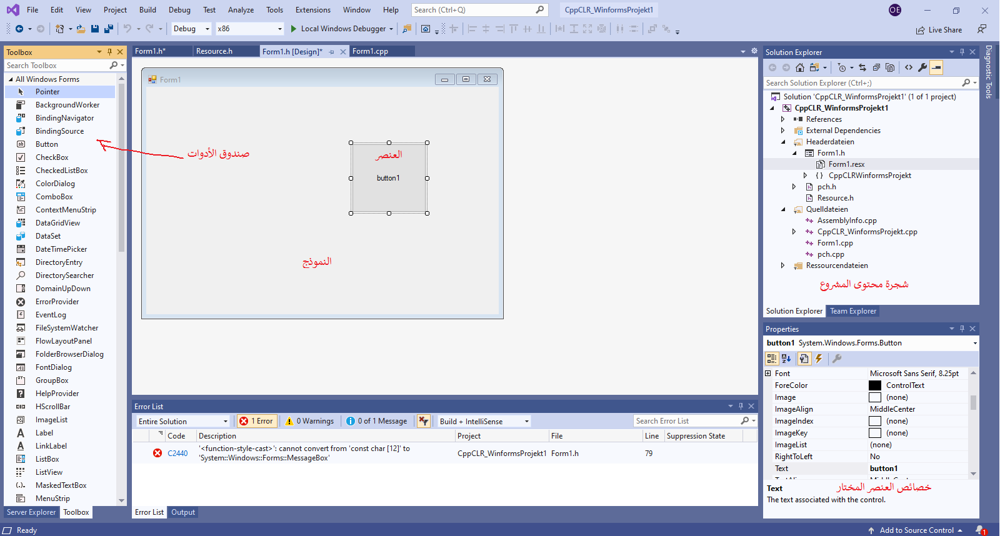 File Edit View Project Build Debug Test Analyze Tools Extensions Window Help Search (Ctrl+Q) CppCLR_WinformsProjekt1 OE
Debug x86 Local Windows Debugger Live Share
Toolbox
Search Toolbox
All Windows Forms
Pointer
BackgroundWorker
BindingNavigator
BindingSource
Button
CheckBox
CheckedListBox
ColorDialog
ComboBox
ContextMenuStrip
DataGridView
DataSet
DateTimePicker
DirectoryEntry
DirectorySearcher
DomainUpDown
ErrorProvider
EventLog
FileSystemWatcher
FlowLayoutPanel
FolderBrowserDialog
FontDialog
GroupBox
HelpProvider
HScrollBar
ImageList
Label
LinkLabel
ListBox
ListView
MaskedTextBox
MenuStrip
Server Explorer Toolbox
Form1.h* Resource.h Form1.h [Design]* Form1.cpp
Form1
صندوق الأدوات
العنصر
button1
النموذج
Error List
Entire Solution 1 Error 0 Warnings 0 of 1 Message Build + IntelliSense Search Error List
Code Description Project File Line Suppression State
C2440 '<function-style-cast>': cannot convert from 'const char [12]' to CppCLR_WinformsProjekt1 Form1.h 79
'System::Windows::Forms::MessageBox'
Error List Output
Solution Explorer
Search Solution Explorer (Ctrl+;)
Solution 'CppCLR_WinformsProjekt1' (1 of 1 project)
CppCLR_WinformsProjekt1
References
External Dependencies
Headerdateien
Form1.h
Form1.resx
CppCLRWinformsProjekt
pch.h
Resource.h
Quelldateien
AssemblyInfo.cpp
CppCLR_WinformsProjekt.cpp
Form1.cpp
pch.cpp
Ressourcendateien
شجرة محتوى المشروع
Solution Explorer Team Explorer
Properties
button1 System.Windows.Forms.Button
Font Microsoft Sans Serif, 8.25pt
ForeColor ControlText
Image (none)
ImageAlign MiddleCenter
ImageIndex (none)
ImageKey (none)
ImageList (none)
RightToLeft No
Text button1
Text
خصائص العنصر المختار
The text associated with the control.
Diagnostic Tools
Ready Add to Source Control 1